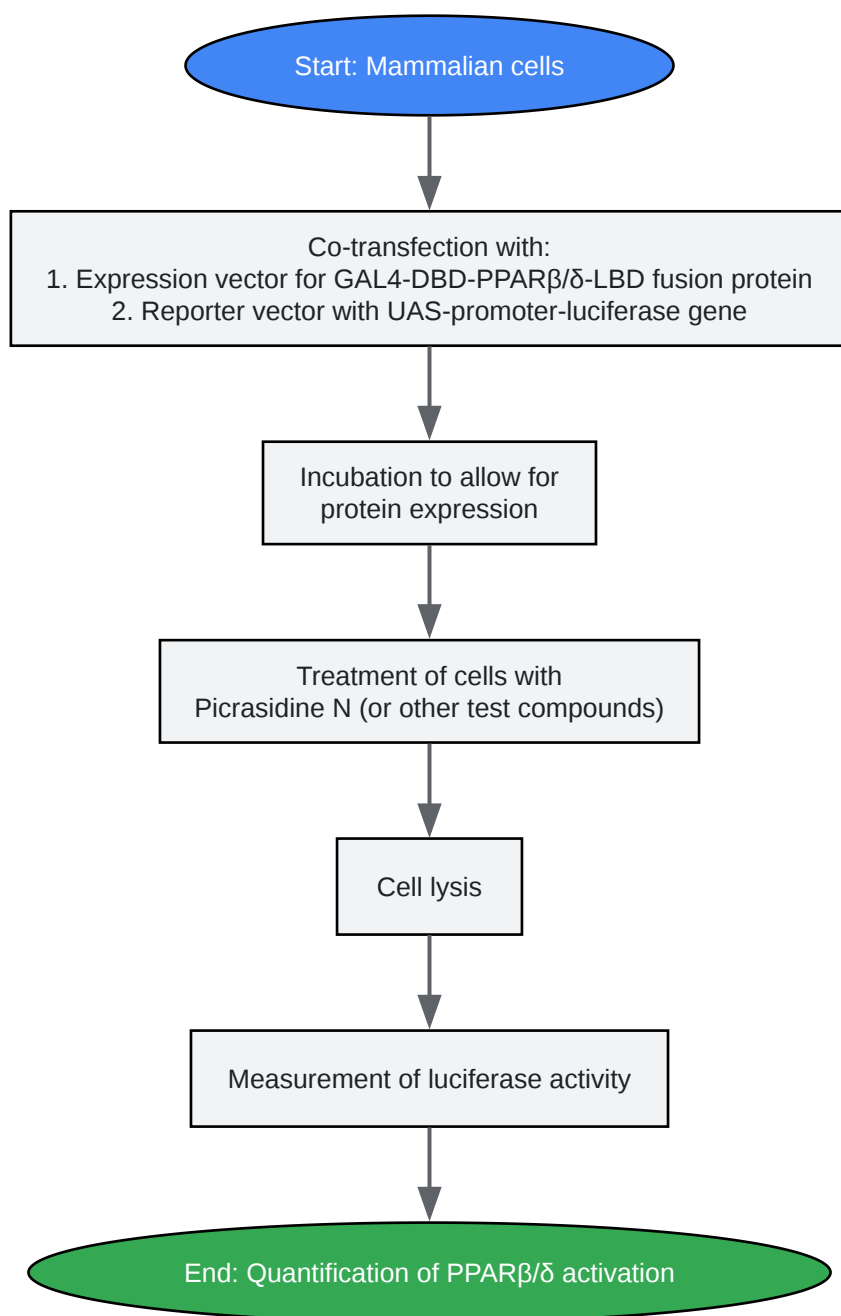 Start: Mammalian cells
Co-transfection with:
1. Expression vector for GAL4-DBD-PPARβ/δ-LBD fusion protein
2. Reporter vector with UAS-promoter-luciferase gene
Incubation to allow for
protein expression
Treatment of cells with
Picrasidine N (or other test compounds)
Cell lysis
Measurement of luciferase activity
End: Quantification of PPARβ/δ activation